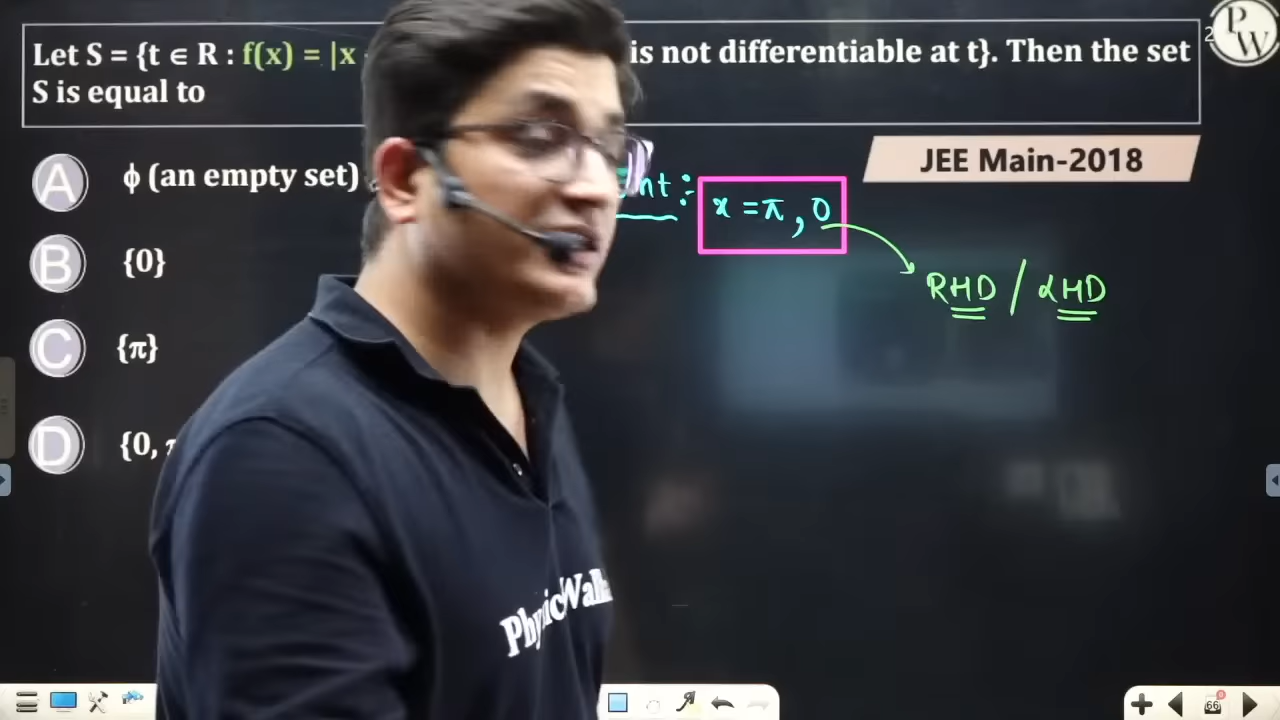 Let S = {t ∈ R : f(x) = |x is not differentiable at t}. Then the set
S is equal to
JEE Main-2018
A ϕ (an empty set)
x = π, 0
B {0}
RHD / LHD
C {π}
D {0,
PW
66